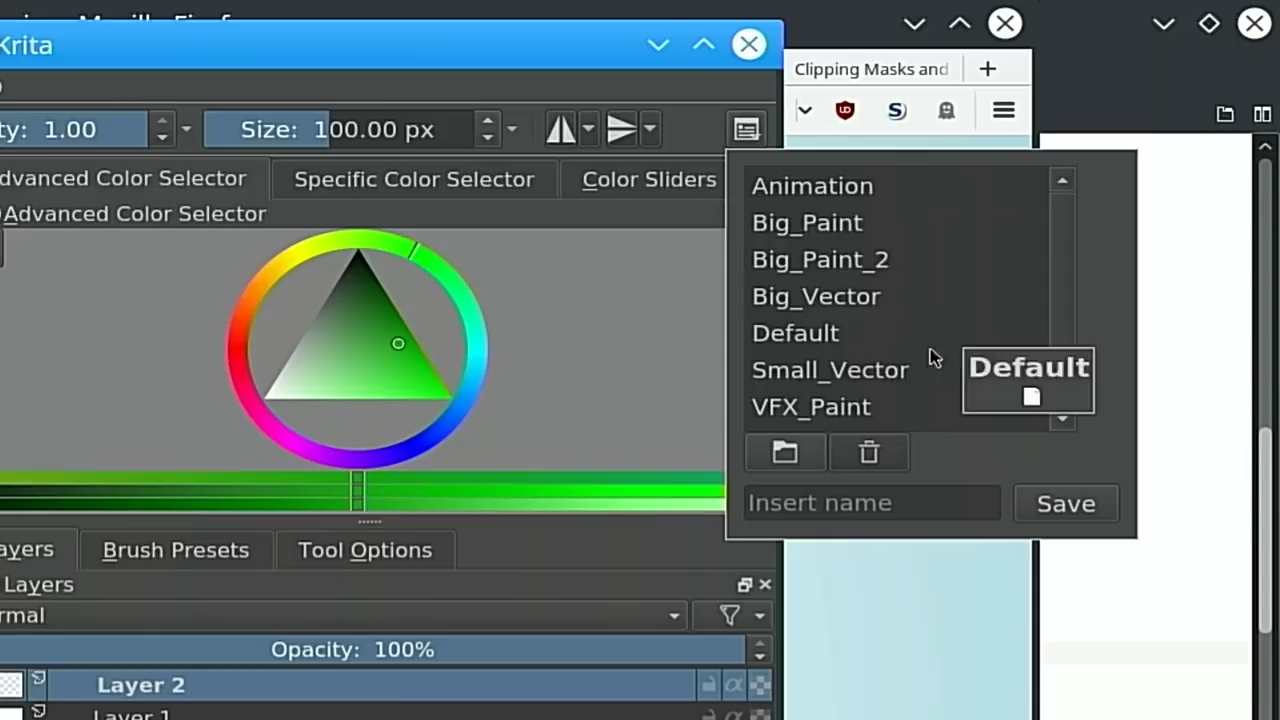 Krita
Clipping Masks and
ty: 1.00
Size: 100.00 px
dvanced Color Selector
Specific Color Selector
Color Sliders
Advanced Color Selector
Animation
Big_Paint
Big_Paint_2
Big_Vector
Default
Small_Vector
VFX_Paint
Default
Insert name
Save
ayers
Brush Presets
Tool Options
Layers
rmal
Opacity: 100%
Layer 2
Layer 1